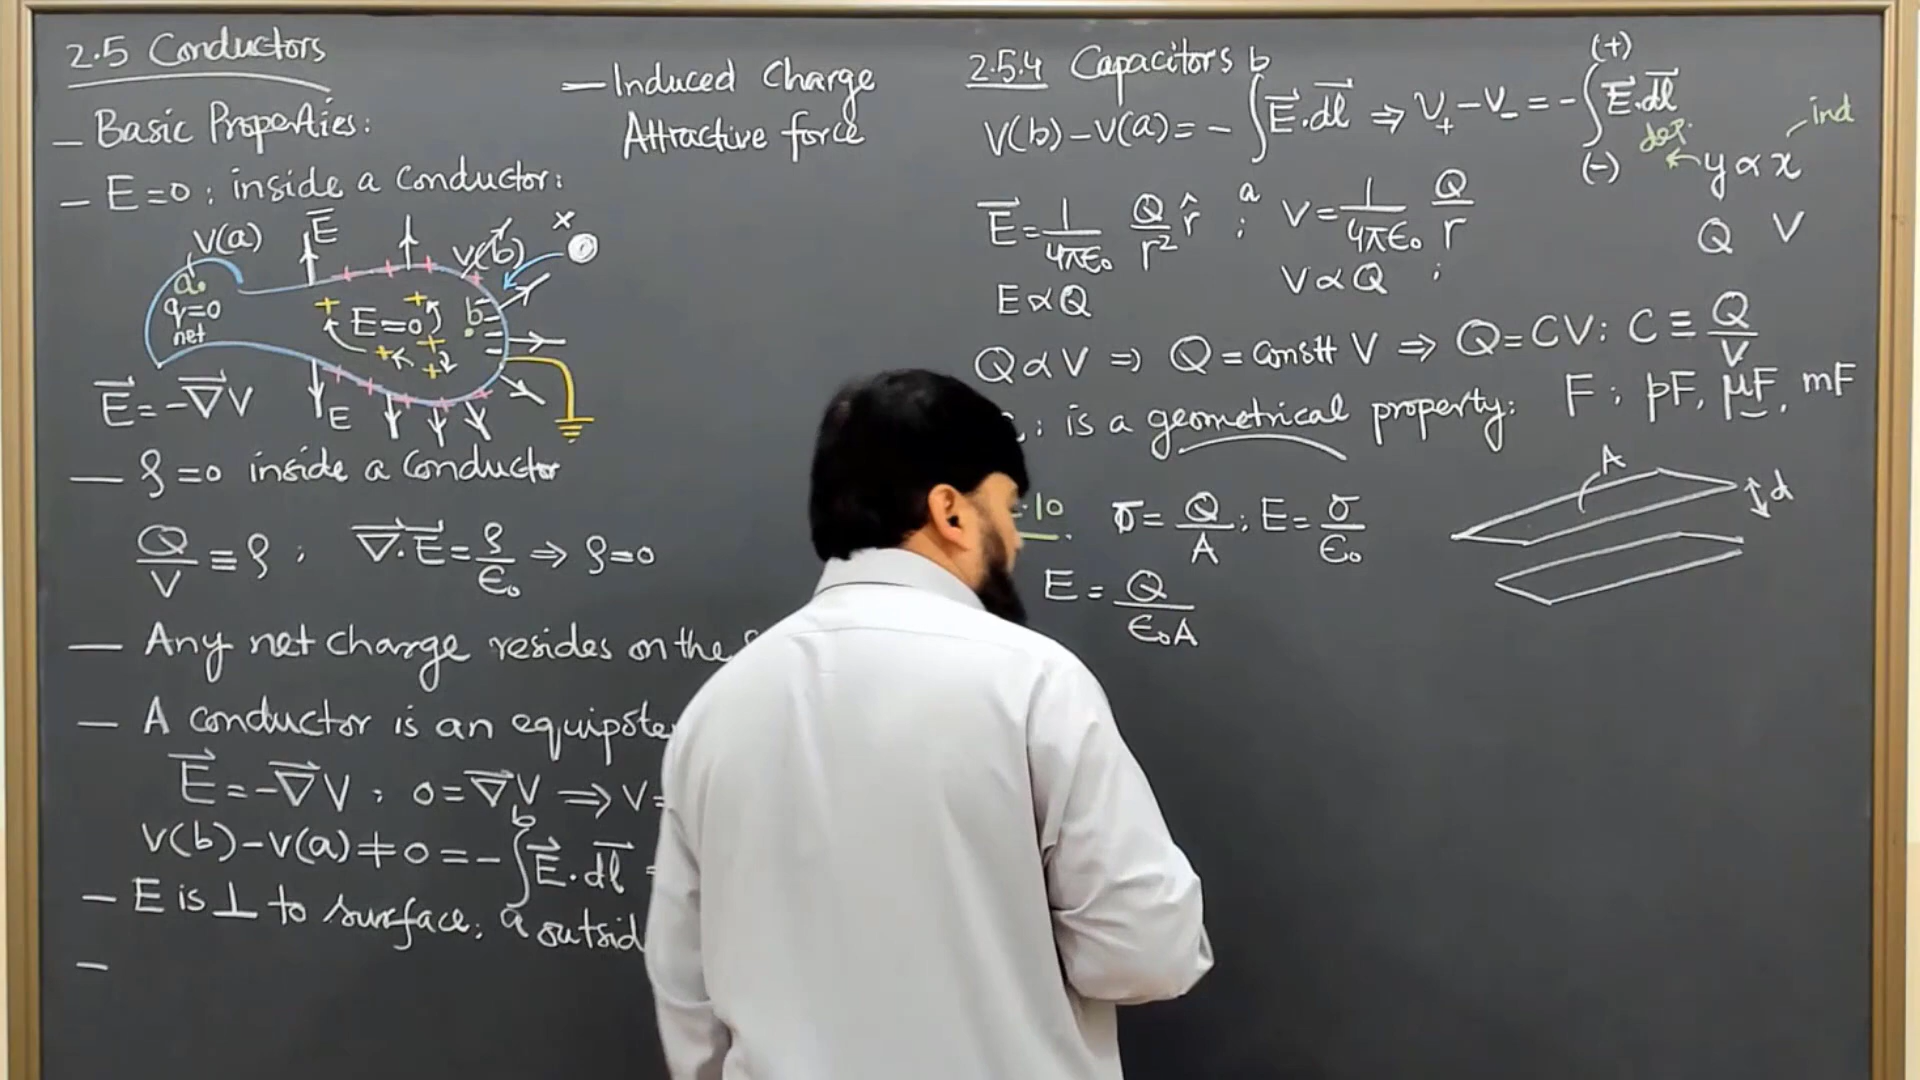 2.5 Conductors
— Basic Properties:
— E=0: inside a conductor:
V(a)
E
V(b)
x
a.
q=0
net
E=0
b
E⃗ = -∇⃗V
E
— ρ=0 inside a conductor
Q/V ≡ ρ ; ∇⃗.E⃗ = ρ/ϵ₀ ⇒ ρ=0
— Any net charge resides on the
— A conductor is an
E⃗ = -∇⃗V ; 0 = ∇⃗V ⇒ V=
V(b)-V(a) ≠ 0 = -∫ᵇ E⃗.dl⃗ =
a
— E is ⊥ to surface;
—
— Induced Charge
Attractive force
2.5.4 Capacitors
V(b)-V(a) = -∫ₐᵇ E⃗.dl⃗ ⇒ V₊-V₋ = -∫₍₋₎⁽⁺⁾ E⃗.dl⃗
ind
dep.
y ∝ x
Q V
E⃗ = 1/4πϵ₀ Q/r² r̂ ; V = 1/4πϵ₀ Q/r
E ∝ Q
V ∝ Q ;
Q ∝ V ⇒ Q = constt V ⇒ Q = CV: C ≡ Q/V
: is a geometrical property: F; pF, μF, mF
A
d
.10
σ = Q/A ; E = σ/ϵ₀
E = Q/ϵ₀A